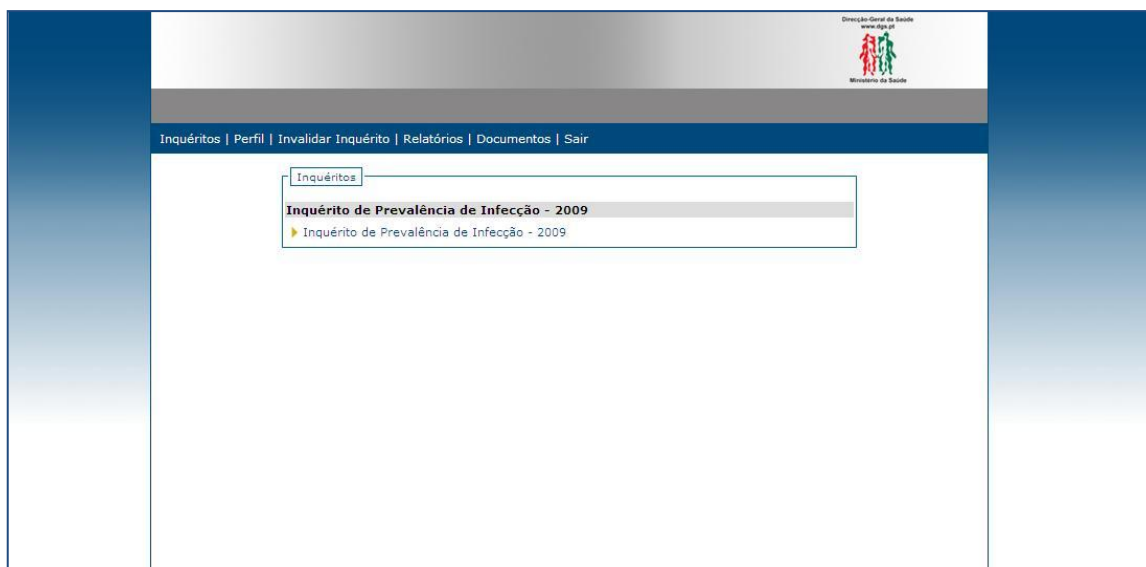 Direcção-Geral da Saúde
www.dgs.pt
Ministério da Saúde
Inquéritos | Perfil | Invalidar Inquérito | Relatórios | Documentos | Sair
Inquéritos
Inquérito de Prevalência de Infecção - 2009
Inquérito de Prevalência de Infecção - 2009